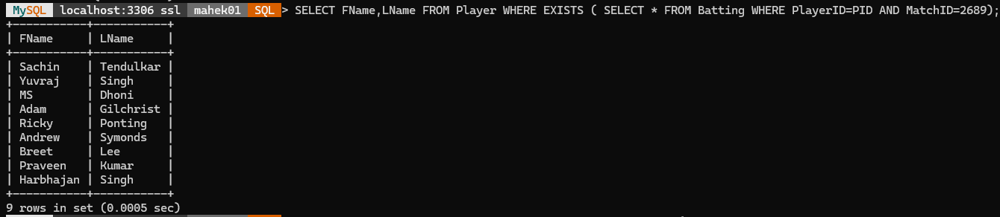 MySQL localhost:3306 ssl mahek01 SQL > SELECT FName,LName FROM Player WHERE EXISTS ( SELECT * FROM Batting WHERE PlayerID=PID AND MatchID=2689);
+-----------+-----------+
| FName     | LName     |
+-----------+-----------+
| Sachin    | Tendulkar |
| Yuvraj    | Singh     |
| MS        | Dhoni     |
| Adam      | Gilchrist |
| Ricky     | Ponting   |
| Andrew    | Symonds   |
| Breet     | Lee       |
| Praveen   | Kumar     |
| Harbhajan | Singh     |
+-----------+-----------+
9 rows in set (0.0005 sec)